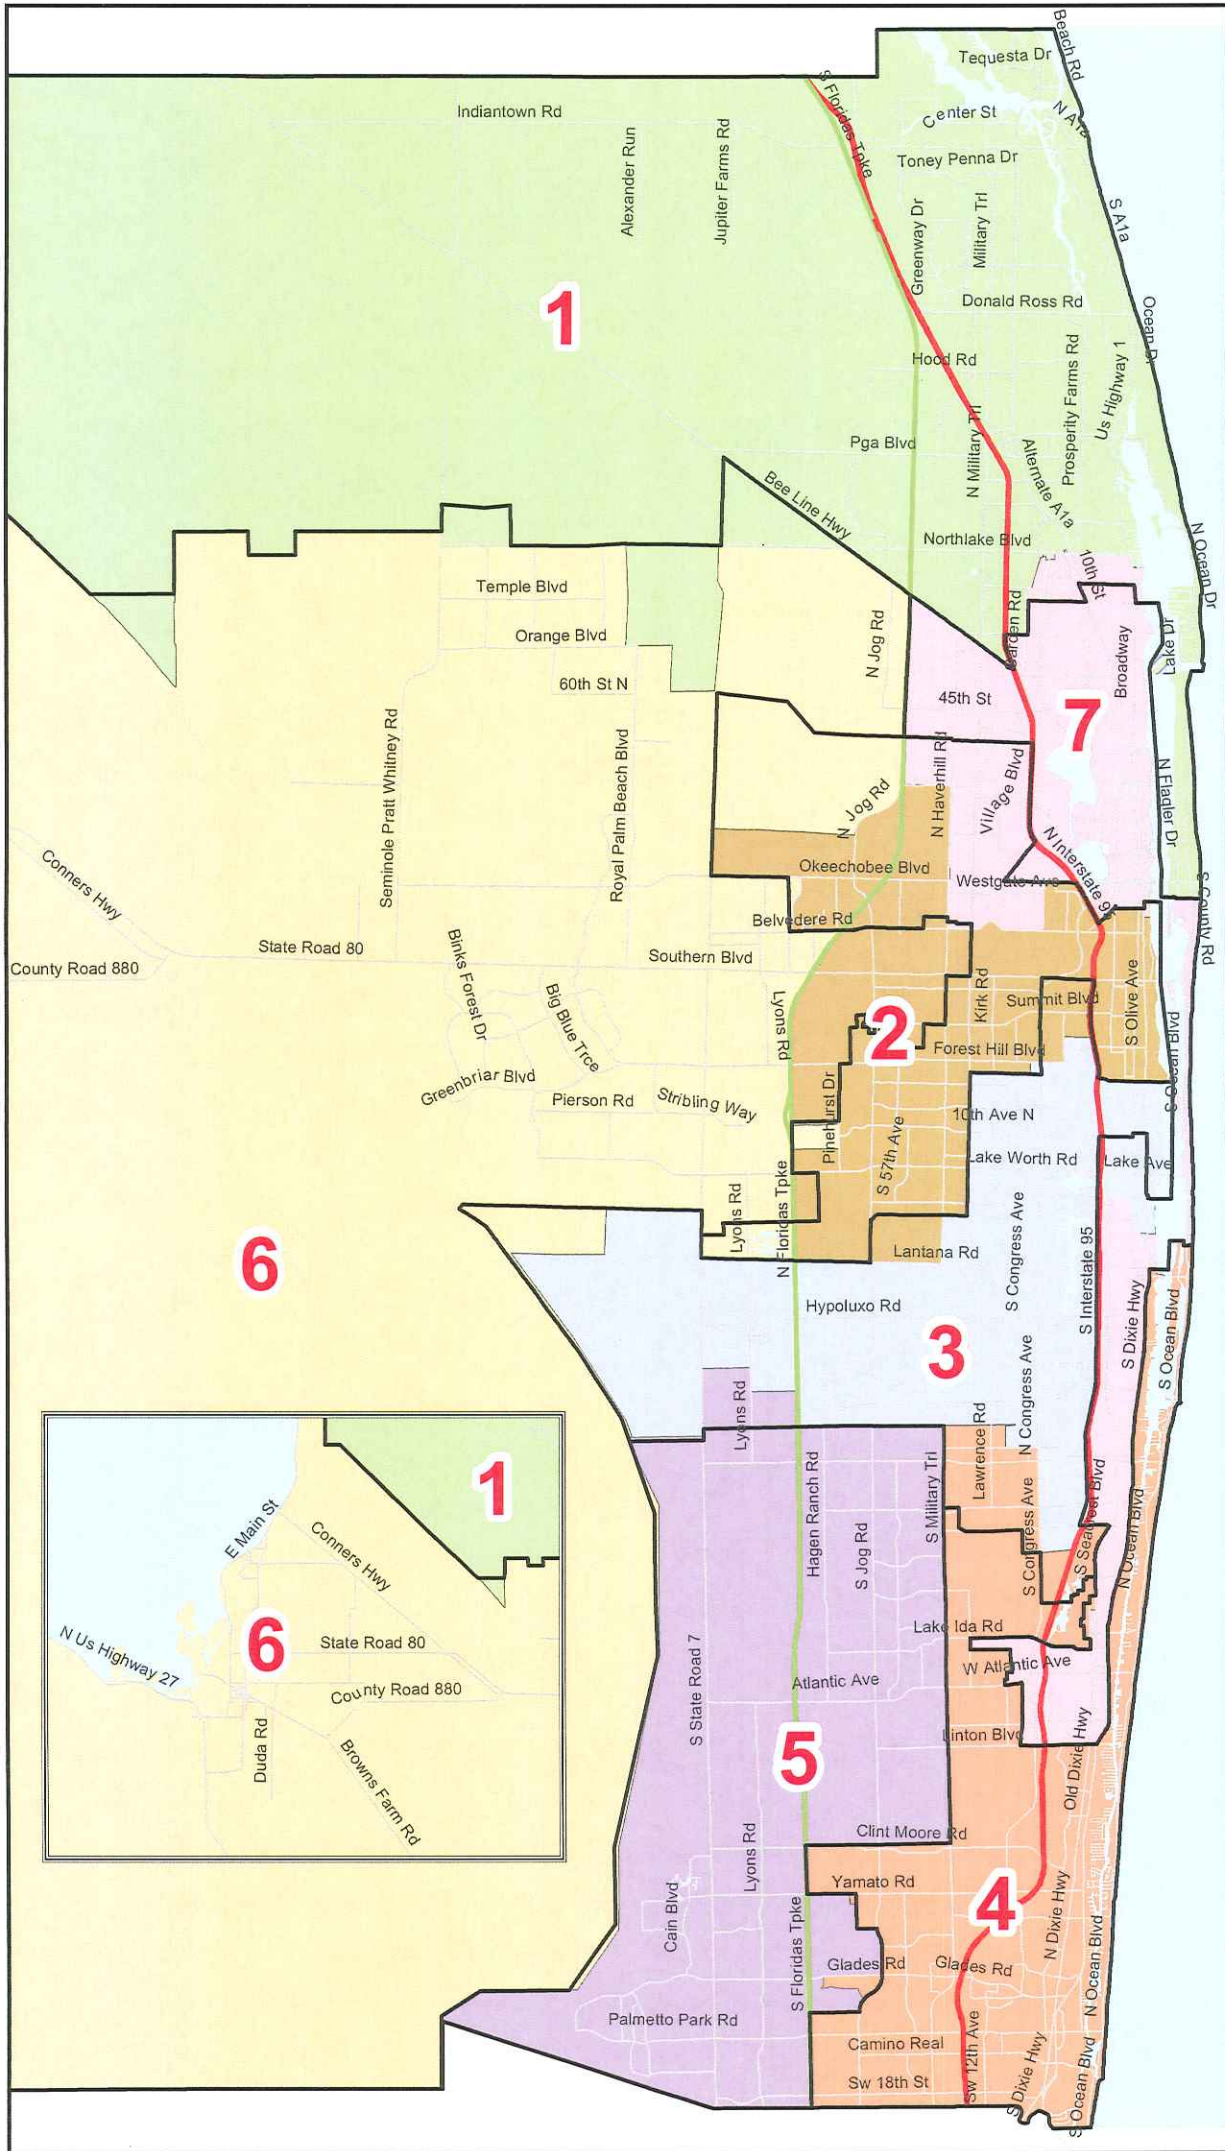 Beach Rd
Tequesta Dr
S Floridas Tpke
Indiantown Rd
Center St
N A1a
Alexander Run
Jupiter Farms Rd
Toney Penna Dr
S A1a
Greenway Dr
Military Trl
1
Donald Ross Rd
Ocean Dr
Hood Rd
Prosperity Farms Rd
Us Highway 1
Pga Blvd
N Military Trl
Alternate A1a
Bee Line Hwy
Northlake Blvd
N Ocean Dr
10th St
Temple Blvd
Orange Blvd
N Jog Rd
Garden Rd
Broadway
Lake Dr
60th St N
45th St
7
Seminole Pratt Whitney Rd
Royal Palm Beach Blvd
N Haverhill Rd
Village Blvd
N Flagler Dr
N Jog Rd
N Interstate 95
Okeechobee Blvd
Westgate Ave
Conners Hwy
Belvedere Rd
S County Rd
State Road 80
Southern Blvd
County Road 880
Binks Forest Dr
Big Blue Trce
Lyons Rd
2
Kirk Rd
Summit Blvd
S Olive Ave
Forest Hill Blvd
S Ocean Blvd
Greenbriar Blvd
Pierson Rd
Stribling Way
Pinehurst Dr
10th Ave N
S 57th Ave
Lake Worth Rd
Lake Ave
6
Lyons Rd
N Floridas Tpke
Lantana Rd
S Congress Ave
S Interstate 95
Hypoluxo Rd
3
S Dixie Hwy
S Ocean Blvd
Lyons Rd
N Congress Ave
Lawrence Rd
Hagen Ranch Rd
S Military Trl
S Jog Rd
S Congress Ave
S Seacrest Blvd
N Ocean Blvd
1
E Main St
Conners Hwy
6
State Road 80
N Us Highway 27
County Road 880
Duda Rd
Browns Farm Rd
Lake Ida Rd
S State Road 7
Atlantic Ave
W Atlantic Ave
5
Linton Blvd
Old Dixie Hwy
Clint Moore Rd
Lyons Rd
Yamato Rd
4
Cain Blvd
N Dixie Hwy
N Ocean Blvd
S Floridas Tpke
Glades Rd
Glades Rd
Palmetto Park Rd
Camino Real
Sw 12th Ave
Sw 18th St
S Dixie Hwy
S Ocean Blvd